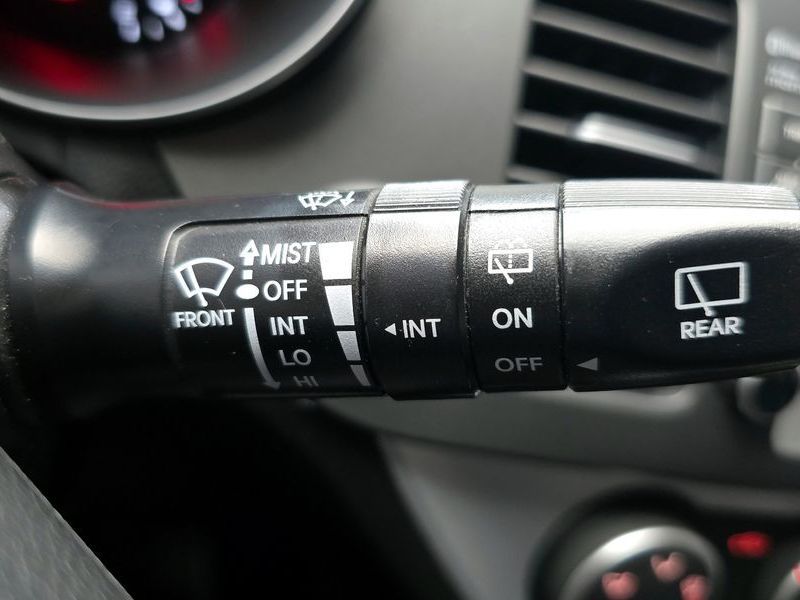 MIST
OFF
INT
LO
HI
FRONT
INT
ON
OFF
REAR